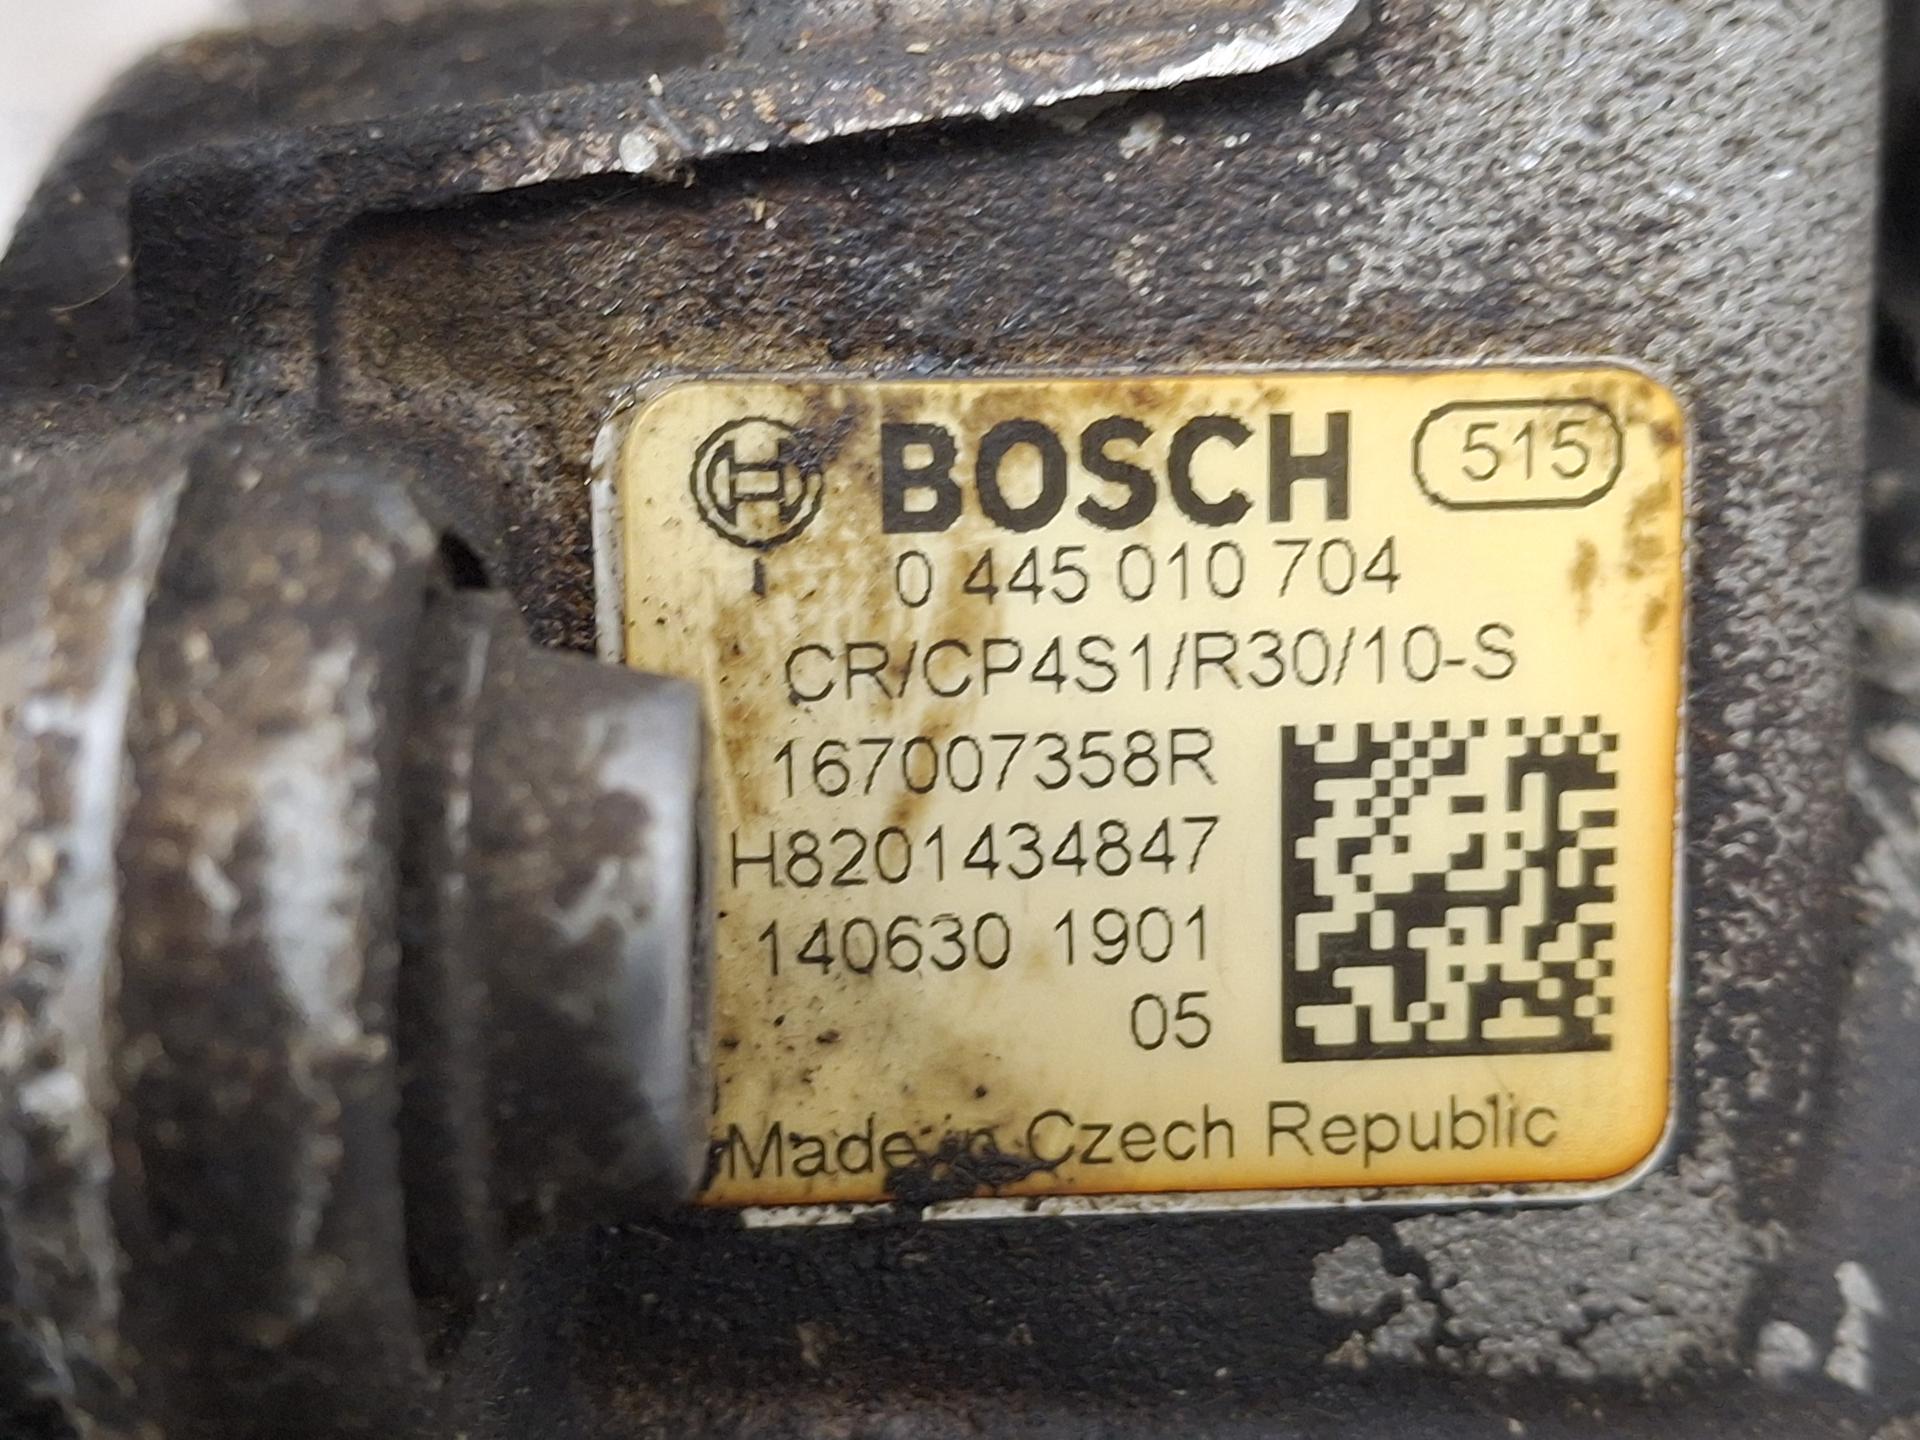 BOSCH 515
0 445 010 704
CR/CP4S1/R30/10-S
167007358R
H8201434847
140630 1901
05
Made in Czech Republic